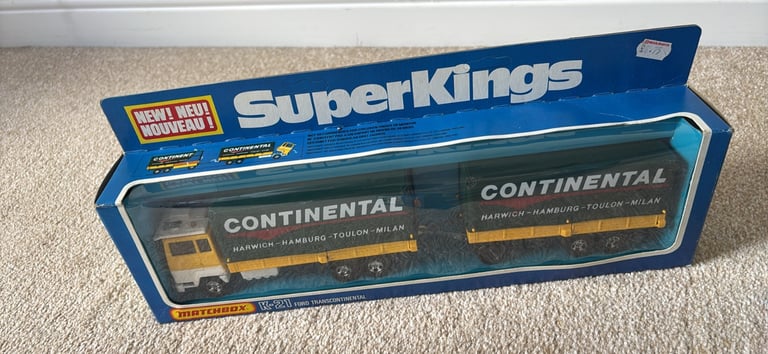 NEW! NEU!
NOUVEAU!
SUPERKINGS
CONTINENTAL
CONTINENTAL
CONTINENTAL
HARWICH-HAMBURG-TOULON-MILAN
CONTINENTAL
HARWICH-HAMBURG-TOULON-MILAN
MATCHBOX
K-21
FORD TRANSCONTINENTAL